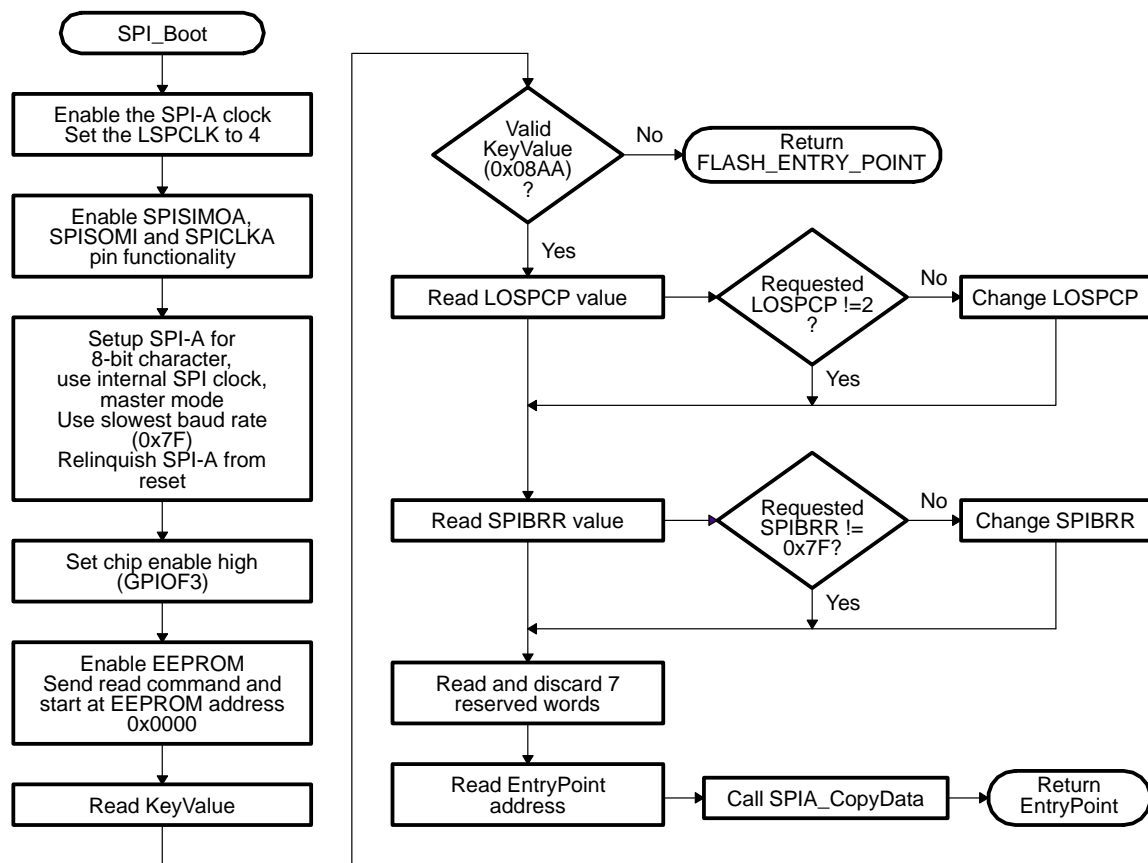 SPI_Boot
Enable the SPI-A clock
Set the LSPCLK to 4
Enable SPISIMOA,
SPISOMI and SPICLKA
pin functionality
Setup SPI-A for
8-bit character,
use internal SPI clock,
master mode
Use slowest baud rate
(0x7F)
Relinquish SPI-A from
reset
Set chip enable high
(GPIOF3)
Enable EEPROM
Send read command and
start at EEPROM address
0x0000
Read KeyValue
Valid
KeyValue
(0x08AA)
?
No
Return
FLASH_ENTRY_POINT
Yes
Read LOSPCP value
Requested
LOSPCP !=2
?
No
Change LOSPCP
Yes
Read SPIBRR value
Requested
SPIBRR !=
0x7F?
No
Change SPIBRR
Yes
Read and discard 7
reserved words
Read EntryPoint
address
Call SPIA_CopyData
Return
EntryPoint